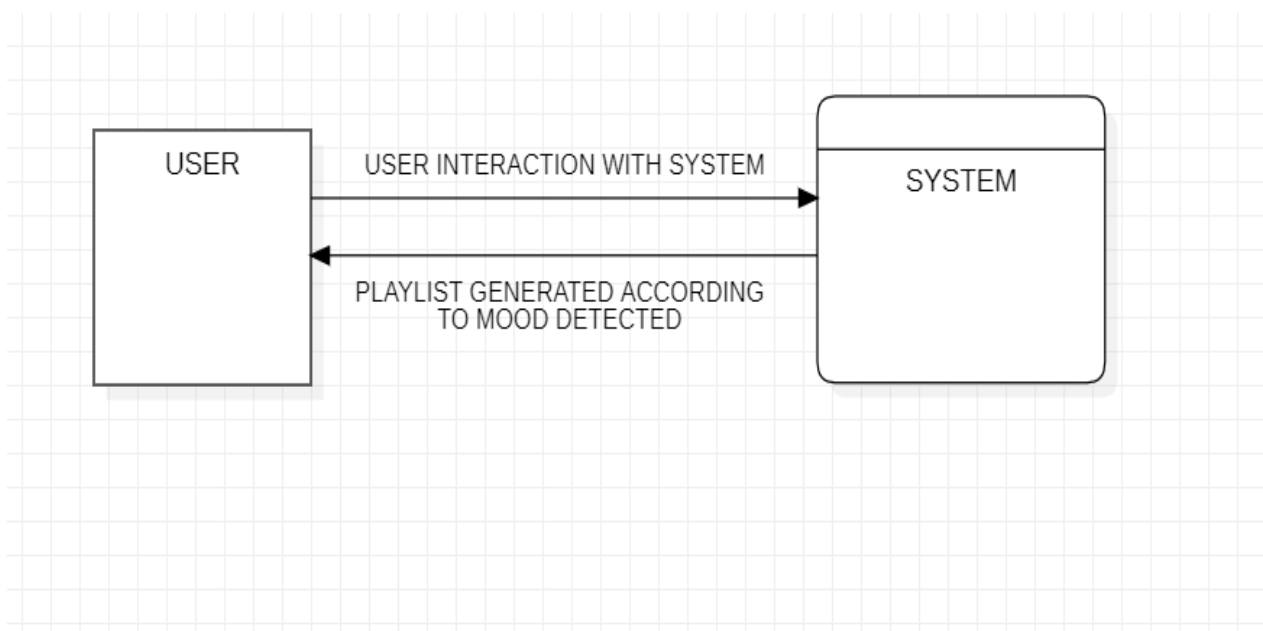 USER
USER INTERACTION WITH SYSTEM
SYSTEM
PLAYLIST GENERATED ACCORDING
TO MOOD DETECTED